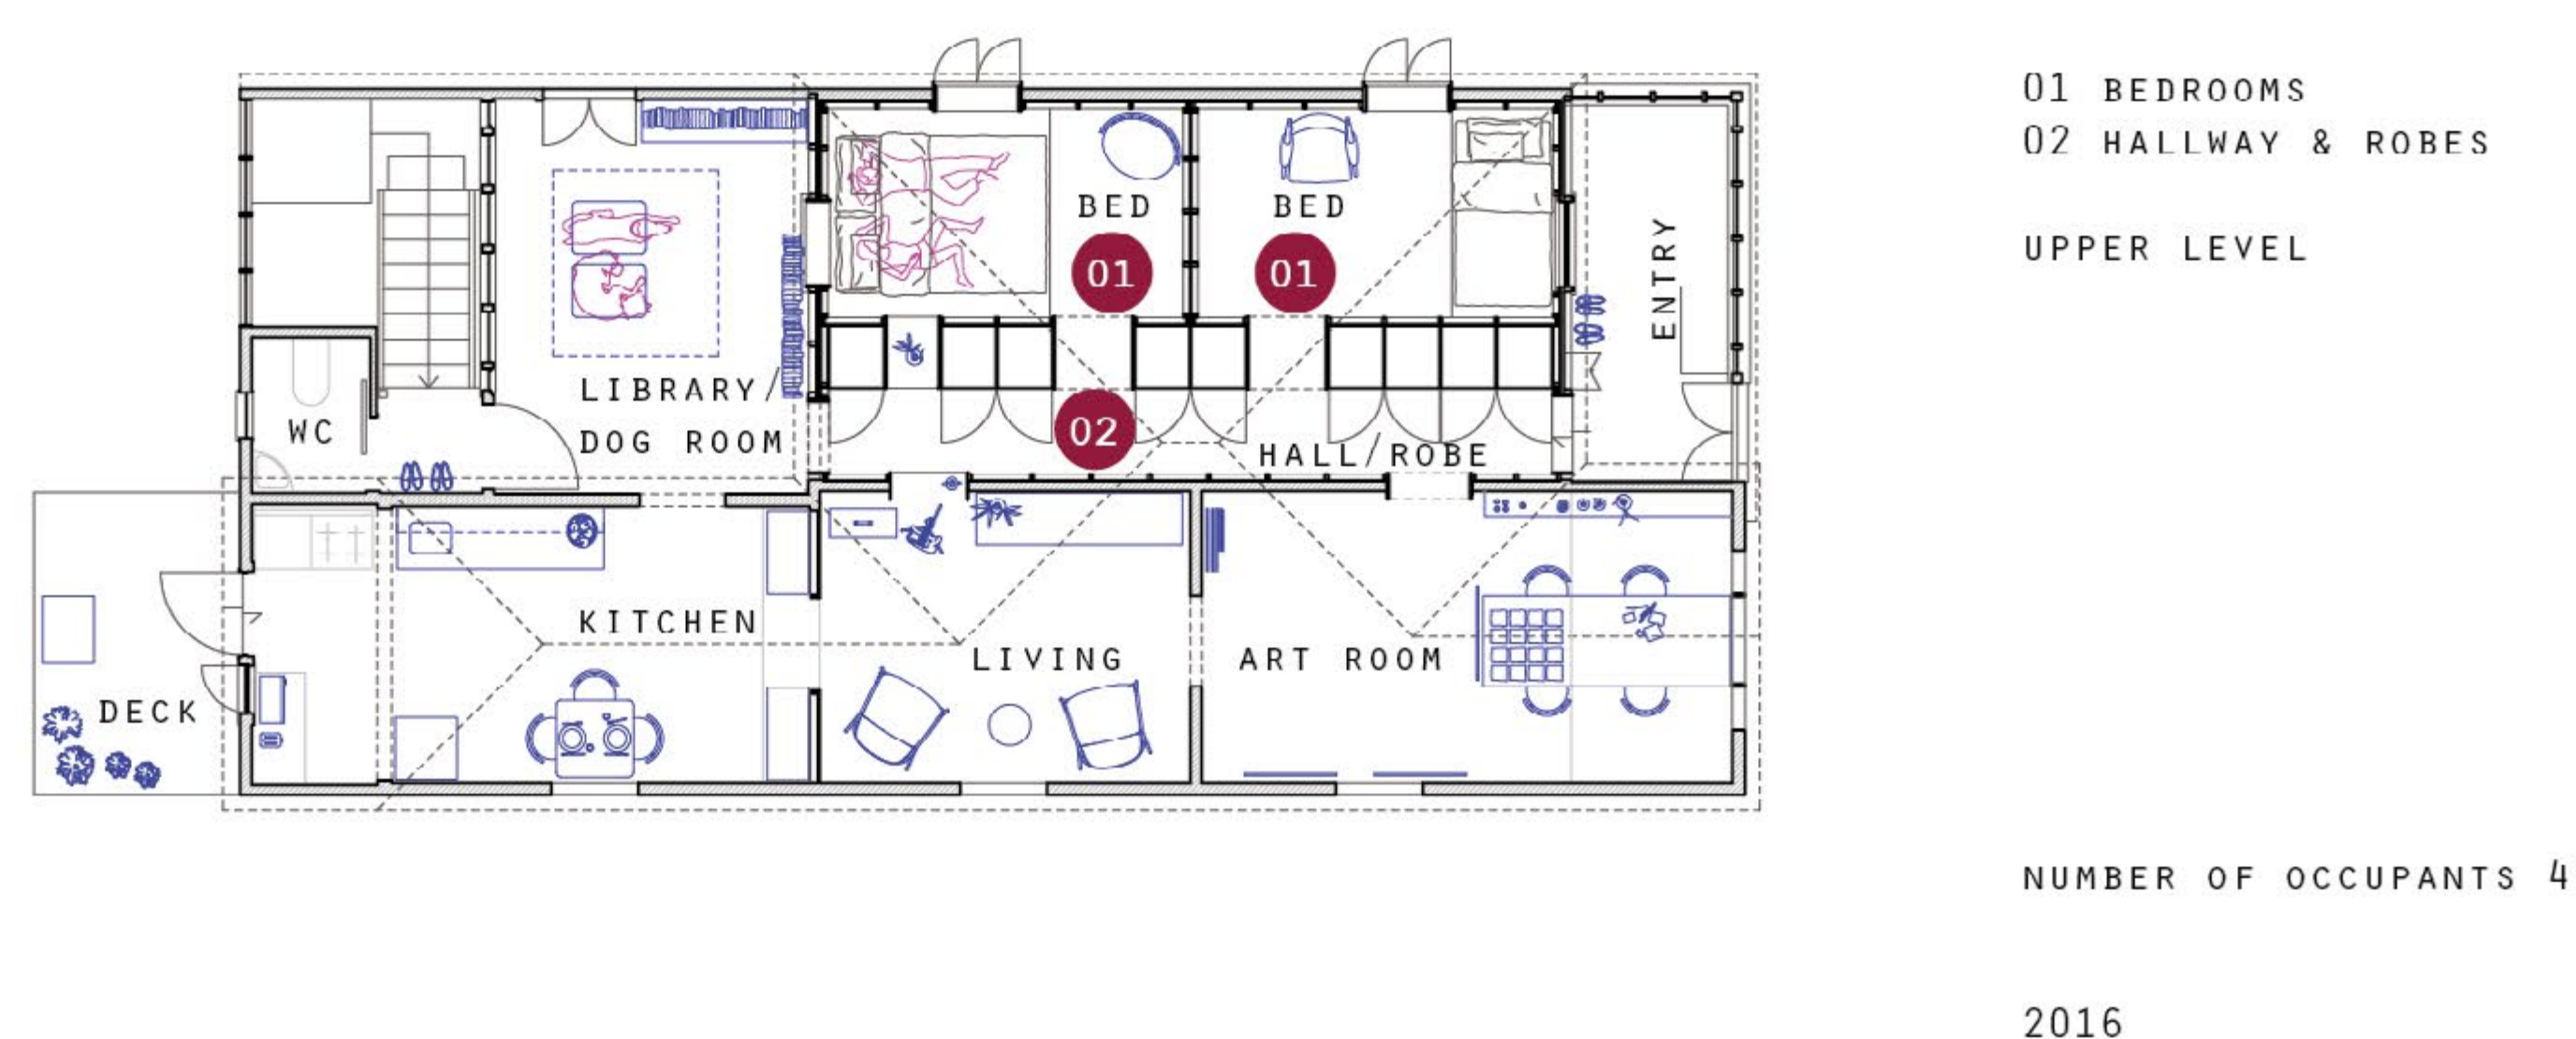 01 BEDROOMS
02 HALLWAY & ROBES
UPPER LEVEL
BED
BED
01
01
ENTRY
LIBRARY/
DOG ROOM
WC
02
HALL/ROBE
KITCHEN
LIVING
ART ROOM
DECK
NUMBER OF OCCUPANTS 4
2016